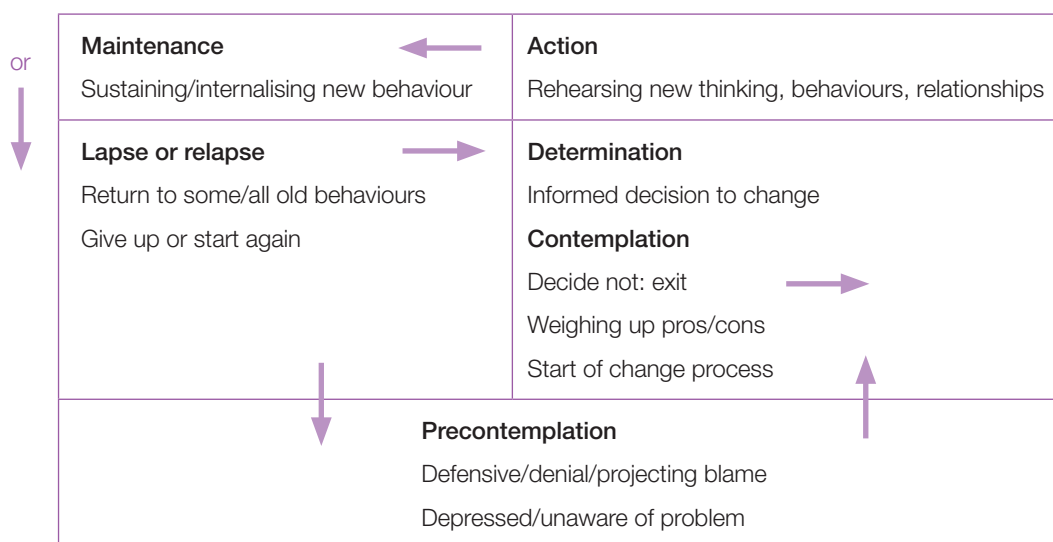 or
Maintenance
Sustaining/internalising new behaviour
Action
Rehearsing new thinking, behaviours, relationships
Lapse or relapse
Return to some/all old behaviours
Give up or start again
Determination
Informed decision to change
Contemplation
Decide not: exit
Weighing up pros/cons
Start of change process
Precontemplation
Defensive/denial/projecting blame
Depressed/unaware of problem